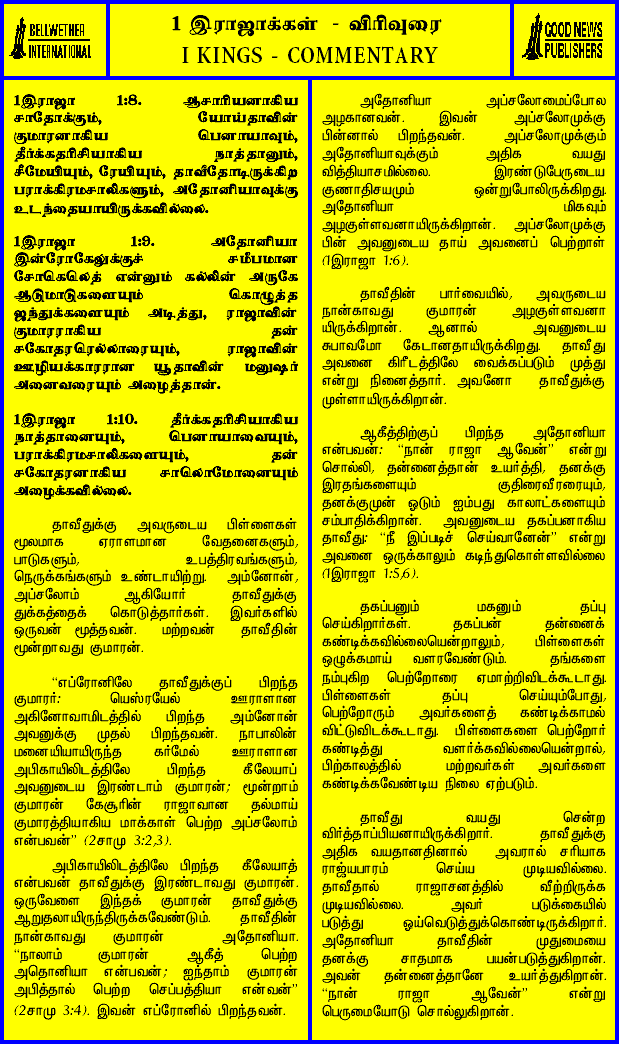 BELLWETHER
INTERNATIONAL
1 இராஜாக்கள் - விரிவுரை
I KINGS - COMMENTARY
GOOD NEWS
PUBLISHERS
1இராஜா 1:8. ஆசாரியனாகிய
சாதோக்கும், யோய்தாவின்
குமாரனாகிய பெனாயாவும்,
தீர்க்கதரிசியாகிய நாத்தானும்,
சீமேயியும், ரேயியும், தாவீதோடிருக்கிற
பராக்கிரமசாலிகளும், அதோனியாவுக்கு
உடந்தையாயிருக்கவில்லை.
1இராஜா 1:9. அதோனியா
இன்ரோகேலுக்குச் சமீபமான
சோகெலெத் என்னும் கல்லின் அருகே
ஆடுமாடுகளையும் கொழுத்த
ஜந்துக்களையும் அடித்து, ராஜாவின்
குமாரராகிய தன்
சகோதரரெல்லாரையும், ராஜாவின்
ஊழியக்காரரான யூதாவின் மனுஷர்
அனைவரையும் அழைத்தான்.
1இராஜா 1:10. தீர்க்கதரிசியாகிய
நாத்தானையும், பெனாயாவையும்,
பராக்கிரமசாலிகளையும், தன்
சகோதரனாகிய சாலொமோனையும்
அழைக்கவில்லை.
தாவீதுக்கு அவருடைய பிள்ளைகள்
மூலமாக ஏராளமான வேதனைகளும்,
பாடுகளும், உபத்திரவங்களும்,
நெருக்கங்களும் உண்டாயிற்று. அம்னோன்,
அப்சலோம் ஆகியோர் தாவீதுக்கு
துக்கத்தைக் கொடுத்தார்கள். இவர்களில்
ஒருவன் மூத்தவன். மற்றவன் தாவீதின்
மூன்றாவது குமாரன்.
“எப்ரோனிலே தாவீதுக்குப் பிறந்த
குமாரர்: யெஸ்ரயேல் ஊராளான
அகினோவாமிடத்தில் பிறந்த அம்னோன்
அவனுக்கு முதல் பிறந்தவன். நாபாலின்
மனையியாயிருந்த கர்மேல் ஊராளான
அபிகாயிலிடத்திலே பிறந்த கீலேயாப்
அவனுடைய இரண்டாம் குமாரன்; மூன்றாம்
குமாரன் கேசூரின் ராஜாவான தல்மாய்
குமாரத்தியாகிய மாக்காள் பெற்ற அப்சலோம்
என்பவன்” (2சாமு 3:2,3).
அபிகாயிலிடத்திலே பிறந்த கீலேயாத்
என்பவன் தாவீதுக்கு இரண்டாவது குமாரன்.
ஒருவேளை இந்தக் குமாரன் தாவீதுக்கு
ஆறுதலாயிருந்திருக்கவேண்டும். தாவீதின்
நான்காவது குமாரன் அதோனியா.
“நாலாம் குமாரன் ஆகீத் பெற்ற
அதொனியா என்பவன்; ஐந்தாம் குமாரன்
அபித்தால் பெற்ற செப்பத்தியா என்வன்”
(2சாமு 3:4). இவன் எப்ரோனில் பிறந்தவன்.
அதோனியா அப்சலோமைப்போல
அழகானவன். இவன் அப்சலோமுக்கு
பின்னால் பிறந்தவன். அப்சலோமுக்கும்
அதோனியாவுக்கும் அதிக வயது
வித்தியாசமில்லை. இரண்டுபேருடைய
குணாதிசயமும் ஒன்றுபோலிருக்கிறது.
அதோனியா மிகவும்
அழகுள்ளவனாயிருக்கிறான். அப்சலோமுக்கு
பின் அவனுடைய தாய் அவனைப் பெற்றாள்
(1இராஜா 1:6).
தாவீதின் பார்வையில், அவருடைய
நான்காவது குமாரன் அழகுள்ளவனா
யிருக்கிறான். ஆனால் அவனுடைய
சுபாவமோ கேடானதாயிருக்கிறது. தாவீது
அவனை கிரீடத்திலே வைக்கப்படும் முத்து
என்று நினைத்தார். அவனோ தாவீதுக்கு
முள்ளாயிருக்கிறான்.
ஆகீத்திற்குப் பிறந்த அதோனியா
என்பவன்: “நான் ராஜா ஆவேன்” என்று
சொல்லி, தன்னைத்தான் உயர்த்தி, தனக்கு
இரதங்களையும் குதிரைவீரரையும்,
தனக்குமுன் ஓடும் ஐம்பது காலாட்களையும்
சம்பாதிக்கிறான். அவனுடைய தகப்பனாகிய
தாவீது: “நீ இப்படிச் செய்வானேன்” என்று
அவனை ஒருக்காலும் கடிந்துகொள்ளவில்லை
(1இராஜா 1:5,6).
தகப்பனும் மகனும் தப்பு
செய்கிறார்கள். தகப்பன் தன்னைக்
கண்டிக்கவில்லையென்றாலும், பிள்ளைகள்
ஒழுக்கமாய் வளரவேண்டும். தங்களை
நம்புகிற பெற்றோரை ஏமாற்றிவிடக்கூடாது.
பிள்ளைகள் தப்பு செய்யும்போது,
பெற்றோரும் அவர்களைத் கண்டிக்காமல்
விட்டுவிடக்கூடாது. பிள்ளைகளை பெற்றோர்
கண்டித்து வளர்க்கவில்லையென்றால்,
பிற்காலத்தில் மற்றவர்கள் அவர்களை
கண்டிக்கவேண்டிய நிலை ஏற்படும்.
தாவீது வயது சென்ற
விர்த்தாப்பியனாயிருக்கிறார். தாவீதுக்கு
அதிக வயதானதினால் அவரால் சரியாக
ராஜ்யபாரம் செய்ய முடியவில்லை.
தாவீதால் ராஜாசனத்தில் வீற்றிருக்க
முடியவில்லை. அவர் படுக்கையில்
படுத்து ஓய்வெடுத்துக்கொண்டிருக்கிறார்.
அதோனியா தாவீதின் முதுமையை
தனக்கு சாதமாக பயன்படுத்துகிறான்.
அவன் தன்னைத்தானே உயர்த்துகிறான்.
“நான் ராஜா ஆவேன்” என்று
பெருமையோடு சொல்லுகிறான்.